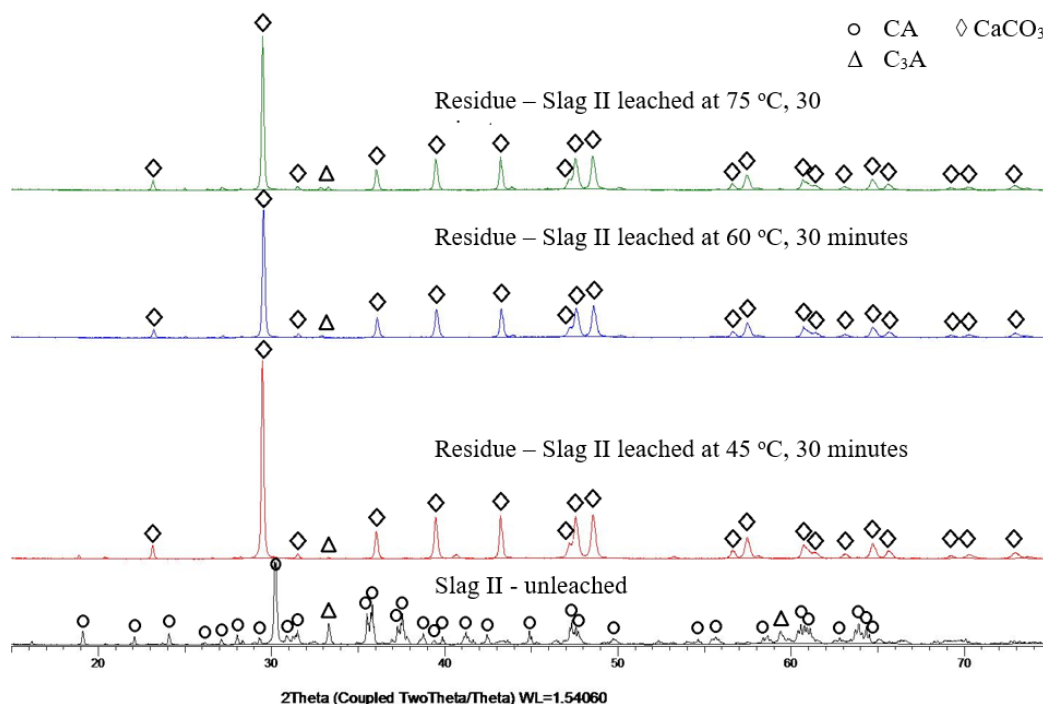 ○ CA ◇ CaCO₃
△ C₃A
Residue – Slag II leached at 75 °C, 30
Residue – Slag II leached at 60 °C, 30 minutes
Residue – Slag II leached at 45 °C, 30 minutes
Slag II - unleached
20 30 40 50 60 70
2Theta (Coupled TwoTheta/Theta) WL=1.54060